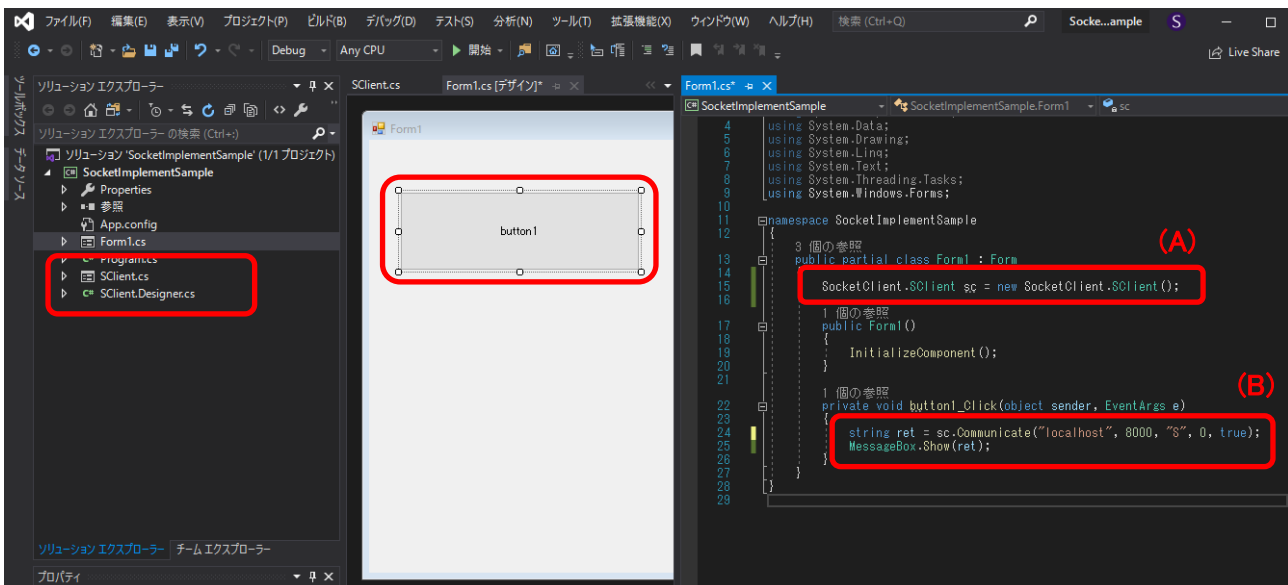 ファイル(F) 編集(E) 表示(V) プロジェクト(P) ビルド(B) デバッグ(D) テスト(S) 分析(N) ツール(T) 拡張機能(X) ウィンドウ(W) ヘルプ(H) 検索 (Ctrl+Q) Socke...ample S
Debug Any CPU 開始 Live Share
ツールボックス
データ ソース
ソリューション エクスプローラー
ソリューション エクスプローラー の検索 (Ctrl+:)
ソリューション 'SocketImplementSample' (1/1 プロジェクト)
SocketImplementSample
Properties
参照
App.config
Form1.cs
Program.cs
SClient.cs
SClient.Designer.cs
ソリューション エクスプローラー チーム エクスプローラー
プロパティ
SClient.cs Form1.cs [デザイン]*
Form1
button1
Form1.cs*
SocketImplementSample SocketImplementSample.Form1 sc
4 using System.Data;
5 using System.Drawing;
6 using System.Linq;
7 using System.Text;
8 using System.Threading.Tasks;
9 using System.Windows.Forms;
10
11 namespace SocketImplementSample
12 {
3 個の参照
13 public partial class Form1 : Form
(A)
14
15 SocketClient.SClient sc = new SocketClient.SClient();
16
1 個の参照
17 public Form1()
18 {
19 InitializeComponent();
20 }
21
1 個の参照
22 private void button1_Click(object sender, EventArgs e)
(B)
23 {
24 string ret = sc.Communicate("localhost", 8000, "S", 0, true);
25 MessageBox.Show(ret);
26 }
27 }
28 }
29